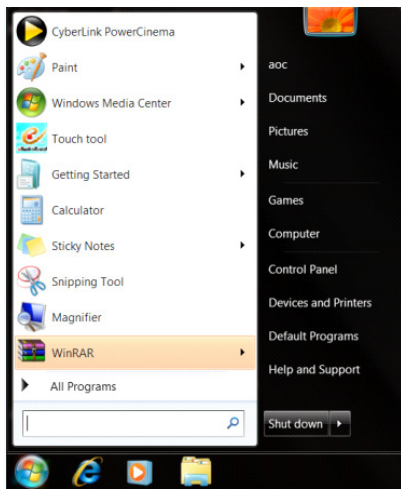 CyberLink PowerCinema
Paint
Windows Media Center
Touch tool
Getting Started
Calculator
Sticky Notes
Snipping Tool
Magnifier
WinRAR
All Programs
aoc
Documents
Pictures
Music
Games
Computer
Control Panel
Devices and Printers
Default Programs
Help and Support
Shut down